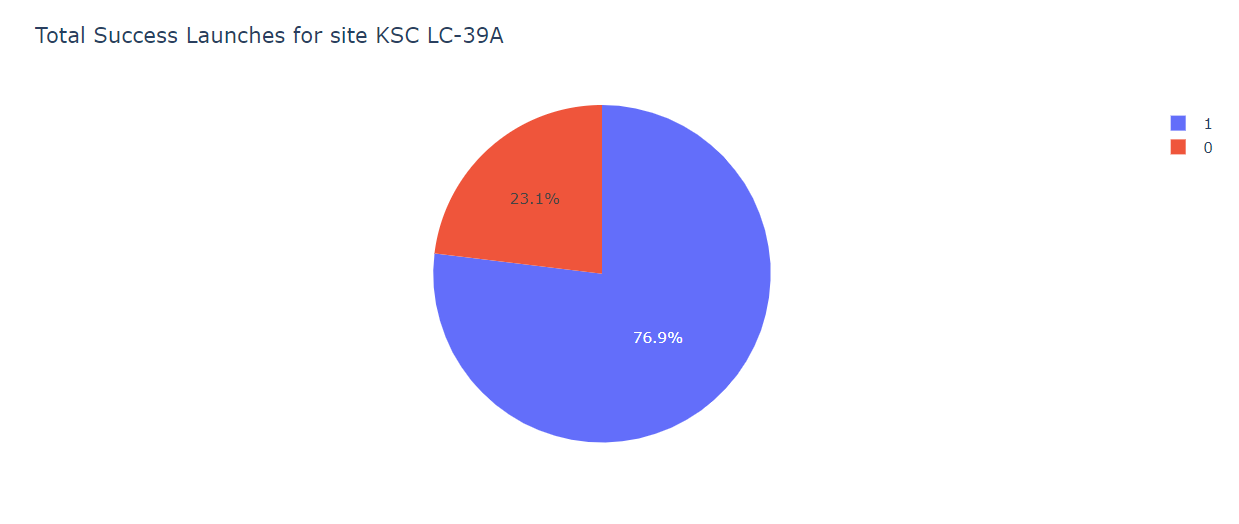 Total Success Launches for site KSC LC-39A
1
0
23.1%
76.9%